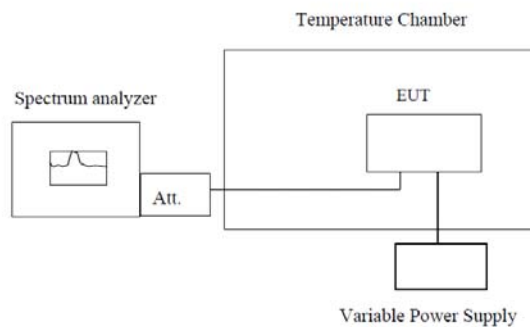 Temperature Chamber
Spectrum analyzer
EUT
Att.
Variable Power Supply